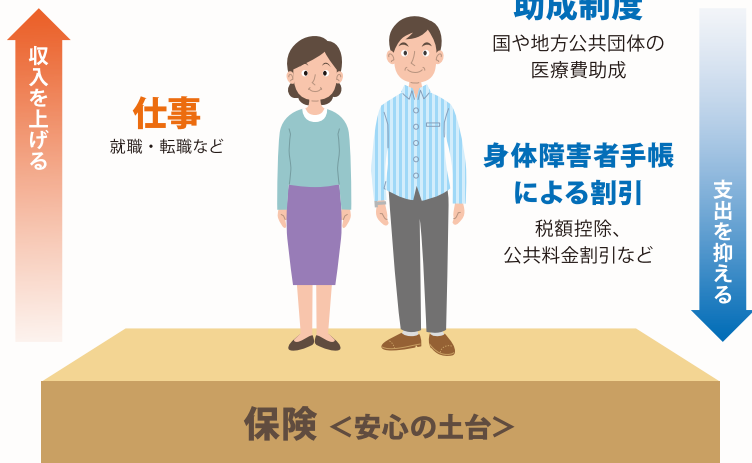 助成制度
国や地方公共団体の
医療費助成
収入を上げる
仕事
就職・転職など
身体障害者手帳
による割引
税額控除、
公共料金割引など
支出を抑える
保険 ＜安心の土台＞